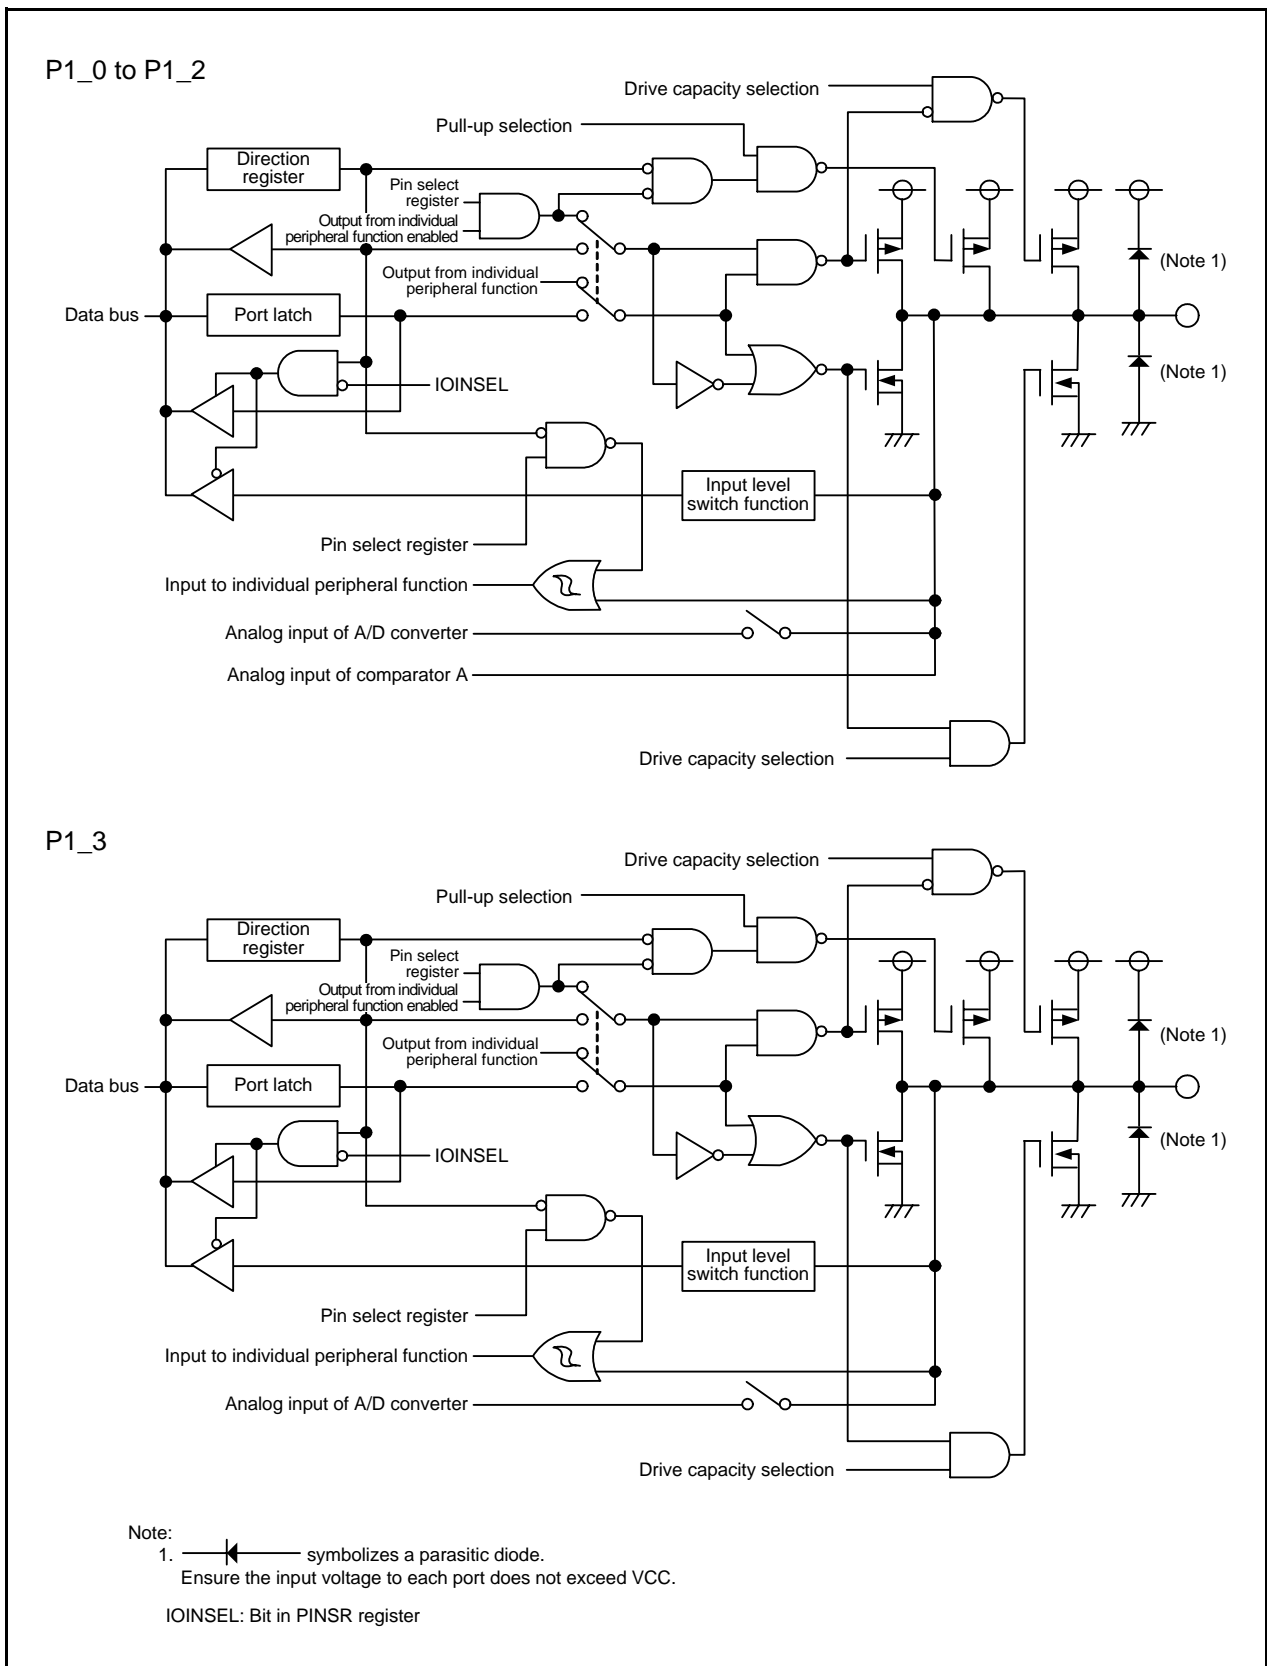 P1_0 to P1_2
Drive capacity selection
Pull-up selection
Direction
register
Pin select
register
Output from individual
peripheral function enabled
(Note 1)
Output from individual
peripheral function
Data bus
Port latch
(Note 1)
IOINSEL
Input level
switch function
Pin select register
Input to individual peripheral function
Analog input of A/D converter
Analog input of comparator A
Drive capacity selection
P1_3
Drive capacity selection
Pull-up selection
Direction
register
Pin select
register
Output from individual
peripheral function enabled
(Note 1)
Output from individual
peripheral function
Data bus
Port latch
(Note 1)
IOINSEL
Input level
switch function
Pin select register
Input to individual peripheral function
Analog input of A/D converter
Drive capacity selection
Note:
1. symbolizes a parasitic diode.
Ensure the input voltage to each port does not exceed VCC.
IOINSEL: Bit in PINSR register